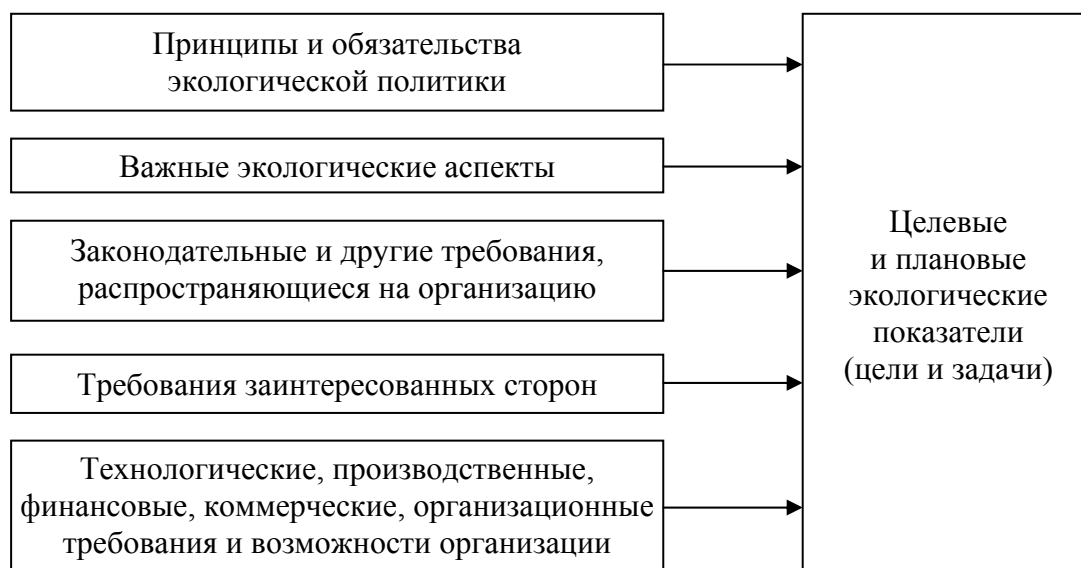 Принципы и обязательства
экологической политики
Важные экологические аспекты
Законодательные и другие требования,
распространяющиеся на организацию
Требования заинтересованных сторон
Технологические, производственные,
финансовые, коммерческие, организационные
требования и возможности организации
Целевые
и плановые
экологические
показатели
(цели и задачи)